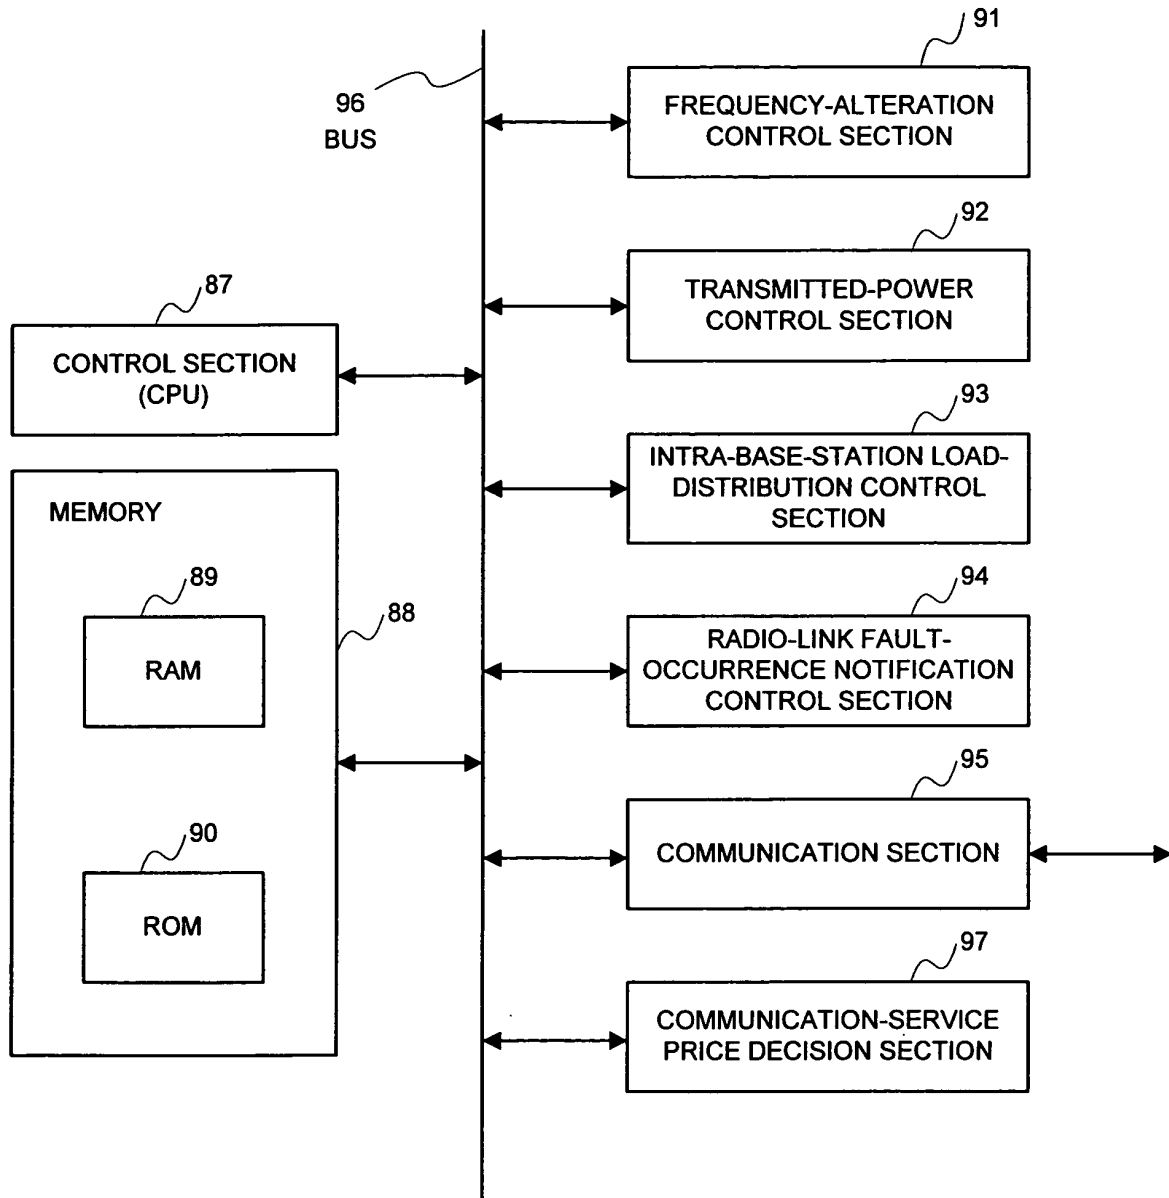 91
FREQUENCY-ALTERATION
CONTROL SECTION
96
BUS
92
TRANSMITTED-POWER
CONTROL SECTION
87
CONTROL SECTION
(CPU)
93
INTRA-BASE-STATION LOAD-
DISTRIBUTION CONTROL
SECTION
MEMORY
89
RAM
88
94
RADIO-LINK FAULT-
OCCURRENCE NOTIFICATION
CONTROL SECTION
95
COMMUNICATION SECTION
90
ROM
97
COMMUNICATION-SERVICE
PRICE DECISION SECTION